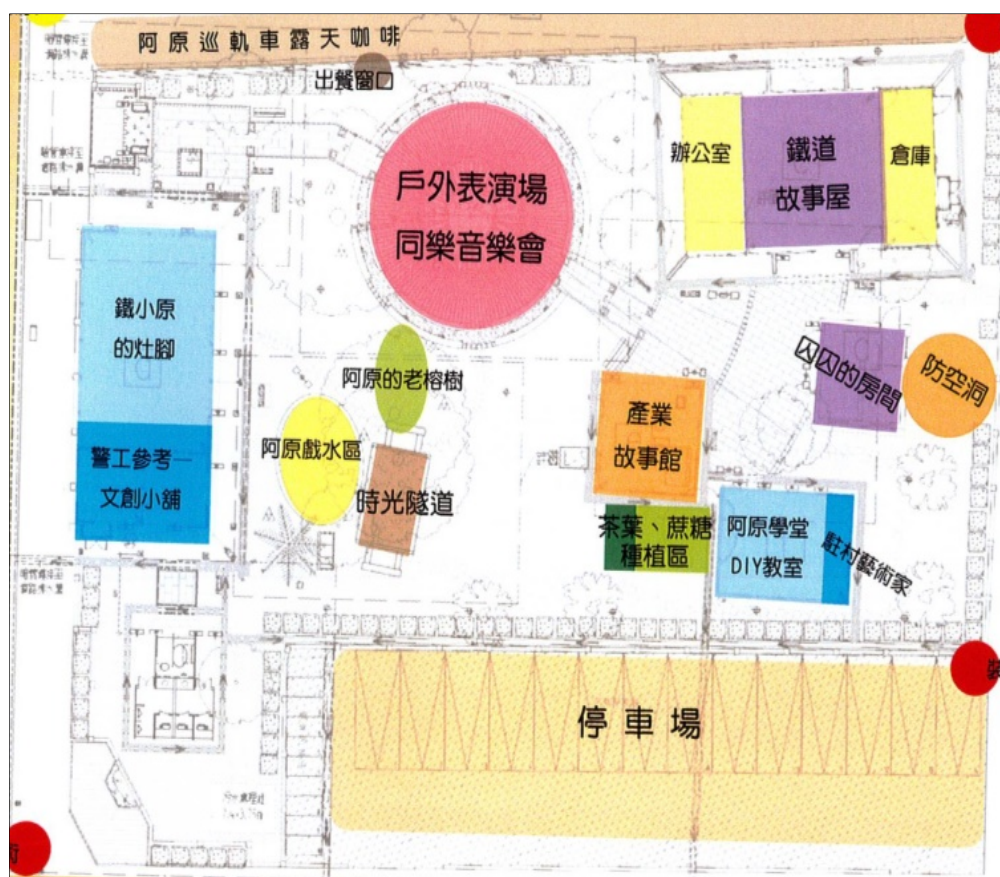 阿原巡軌車露天咖啡
出餐窗口
戶外表演場
同樂音樂會
辦公室
鐵道
故事屋
倉庫
鐵小原
的灶腳
警工參考一
文創小舖
阿原的老榕樹
阿原戲水區
時光隧道
產業
故事館
囚囚的房間
防空洞
茶葉、蔗糖
種植區
阿原學堂
DIY教室
駐村藝術家
停車場